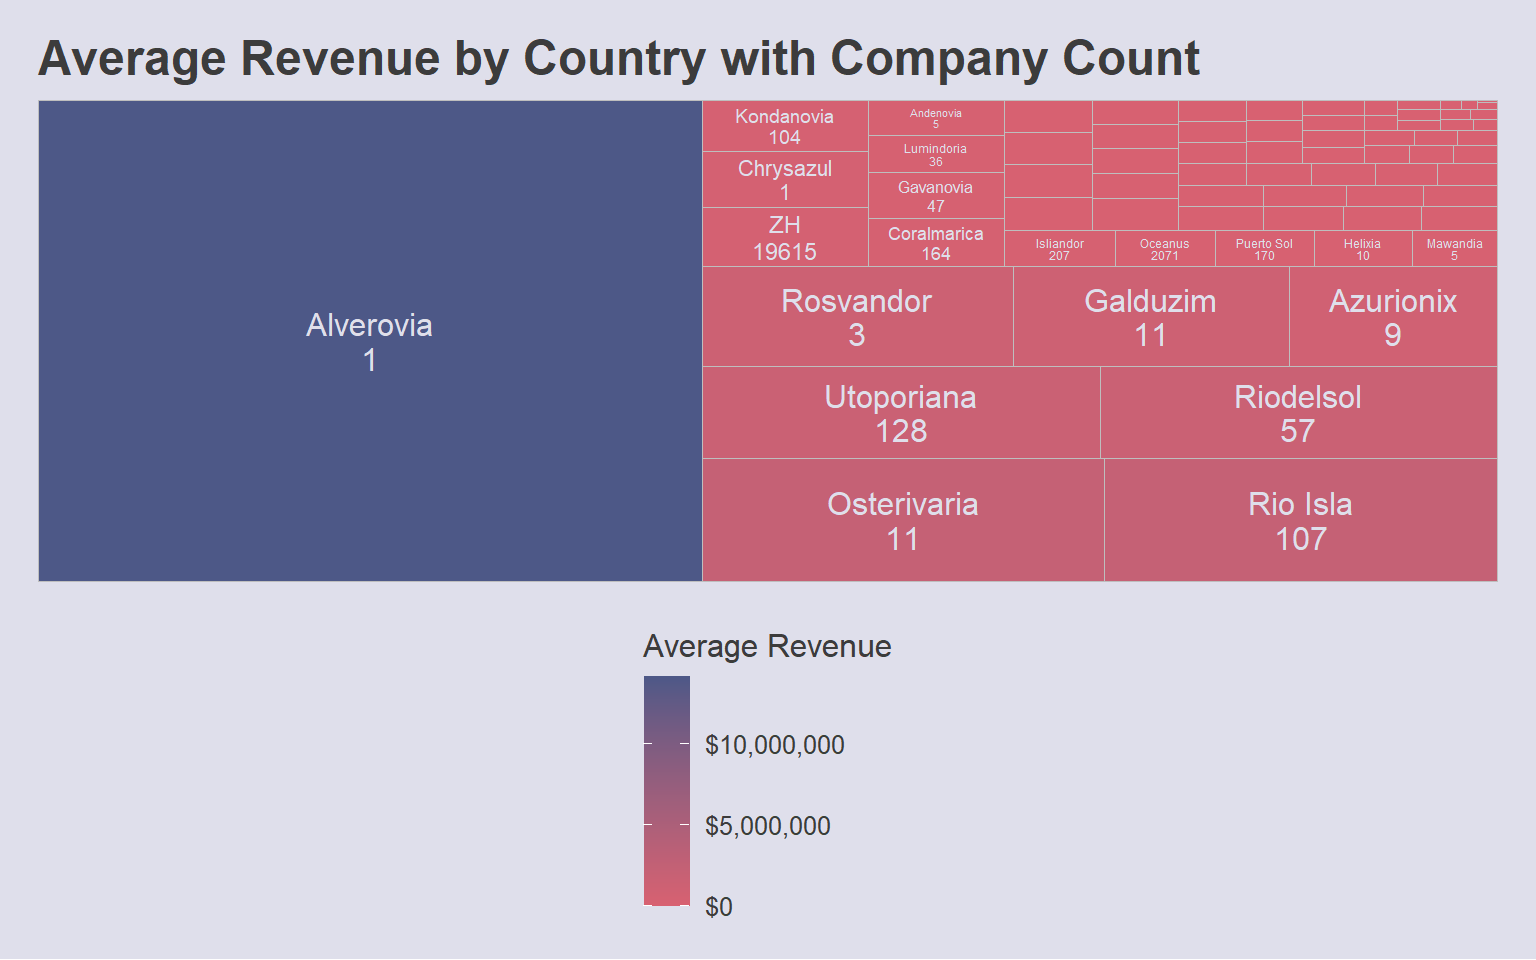 Average Revenue by Country with Company Count
Alverovia
1
Kondanovia
104
Chrysazul
1
ZH
19615
Andenovia
5
Lumindoria
36
Gavanovia
47
Coralmarica
164
Isliandor
207
Oceanus
2071
Puerto Sol
170
Helixia
10
Mawandia
5
Rosvandor
3
Galduzim
11
Azurionix
9
Utoporiana
128
Riodelsol
57
Osterivaria
11
Rio Isla
107
Average Revenue
$10,000,000
$5,000,000
$0